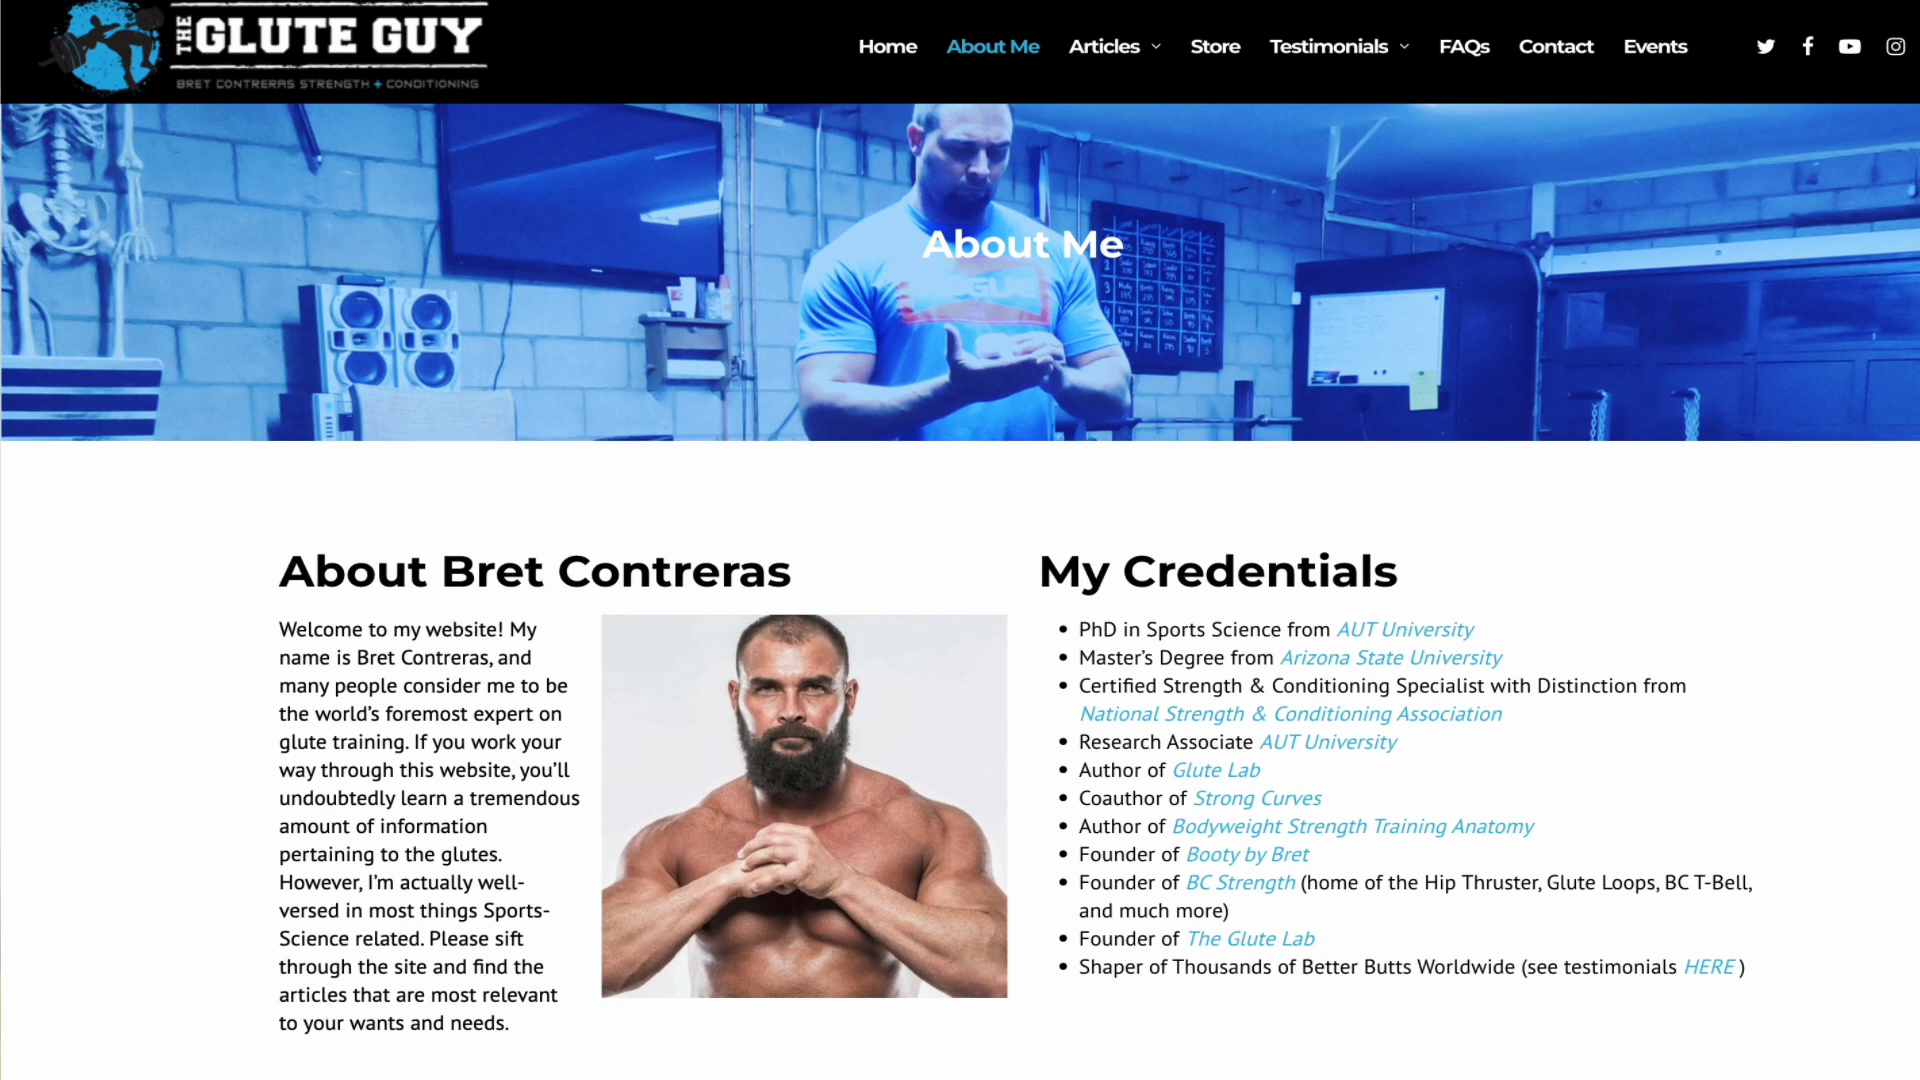 THE GLUTE GUY
BRET CONTRERAS STRENGTH + CONDITIONING
Home About Me Articles Store Testimonials FAQs Contact Events
About Me
About Bret Contreras
Welcome to my website! My
name is Bret Contreras, and
many people consider me to be
the world’s foremost expert on
glute training. If you work your
way through this website, you’ll
undoubtedly learn a tremendous
amount of information
pertaining to the glutes.
However, I’m actually well-
versed in most things Sports-
Science related. Please sift
through the site and find the
articles that are most relevant
to your wants and needs.
My Credentials
PhD in Sports Science from AUT University
Master’s Degree from Arizona State University
Certified Strength & Conditioning Specialist with Distinction from
National Strength & Conditioning Association
Research Associate AUT University
Author of Glute Lab
Coauthor of Strong Curves
Author of Bodyweight Strength Training Anatomy
Founder of Booty by Bret
Founder of BC Strength (home of the Hip Thruster, Glute Loops, BC T-Bell,
and much more)
Founder of The Glute Lab
Shaper of Thousands of Better Butts Worldwide (see testimonials HERE )